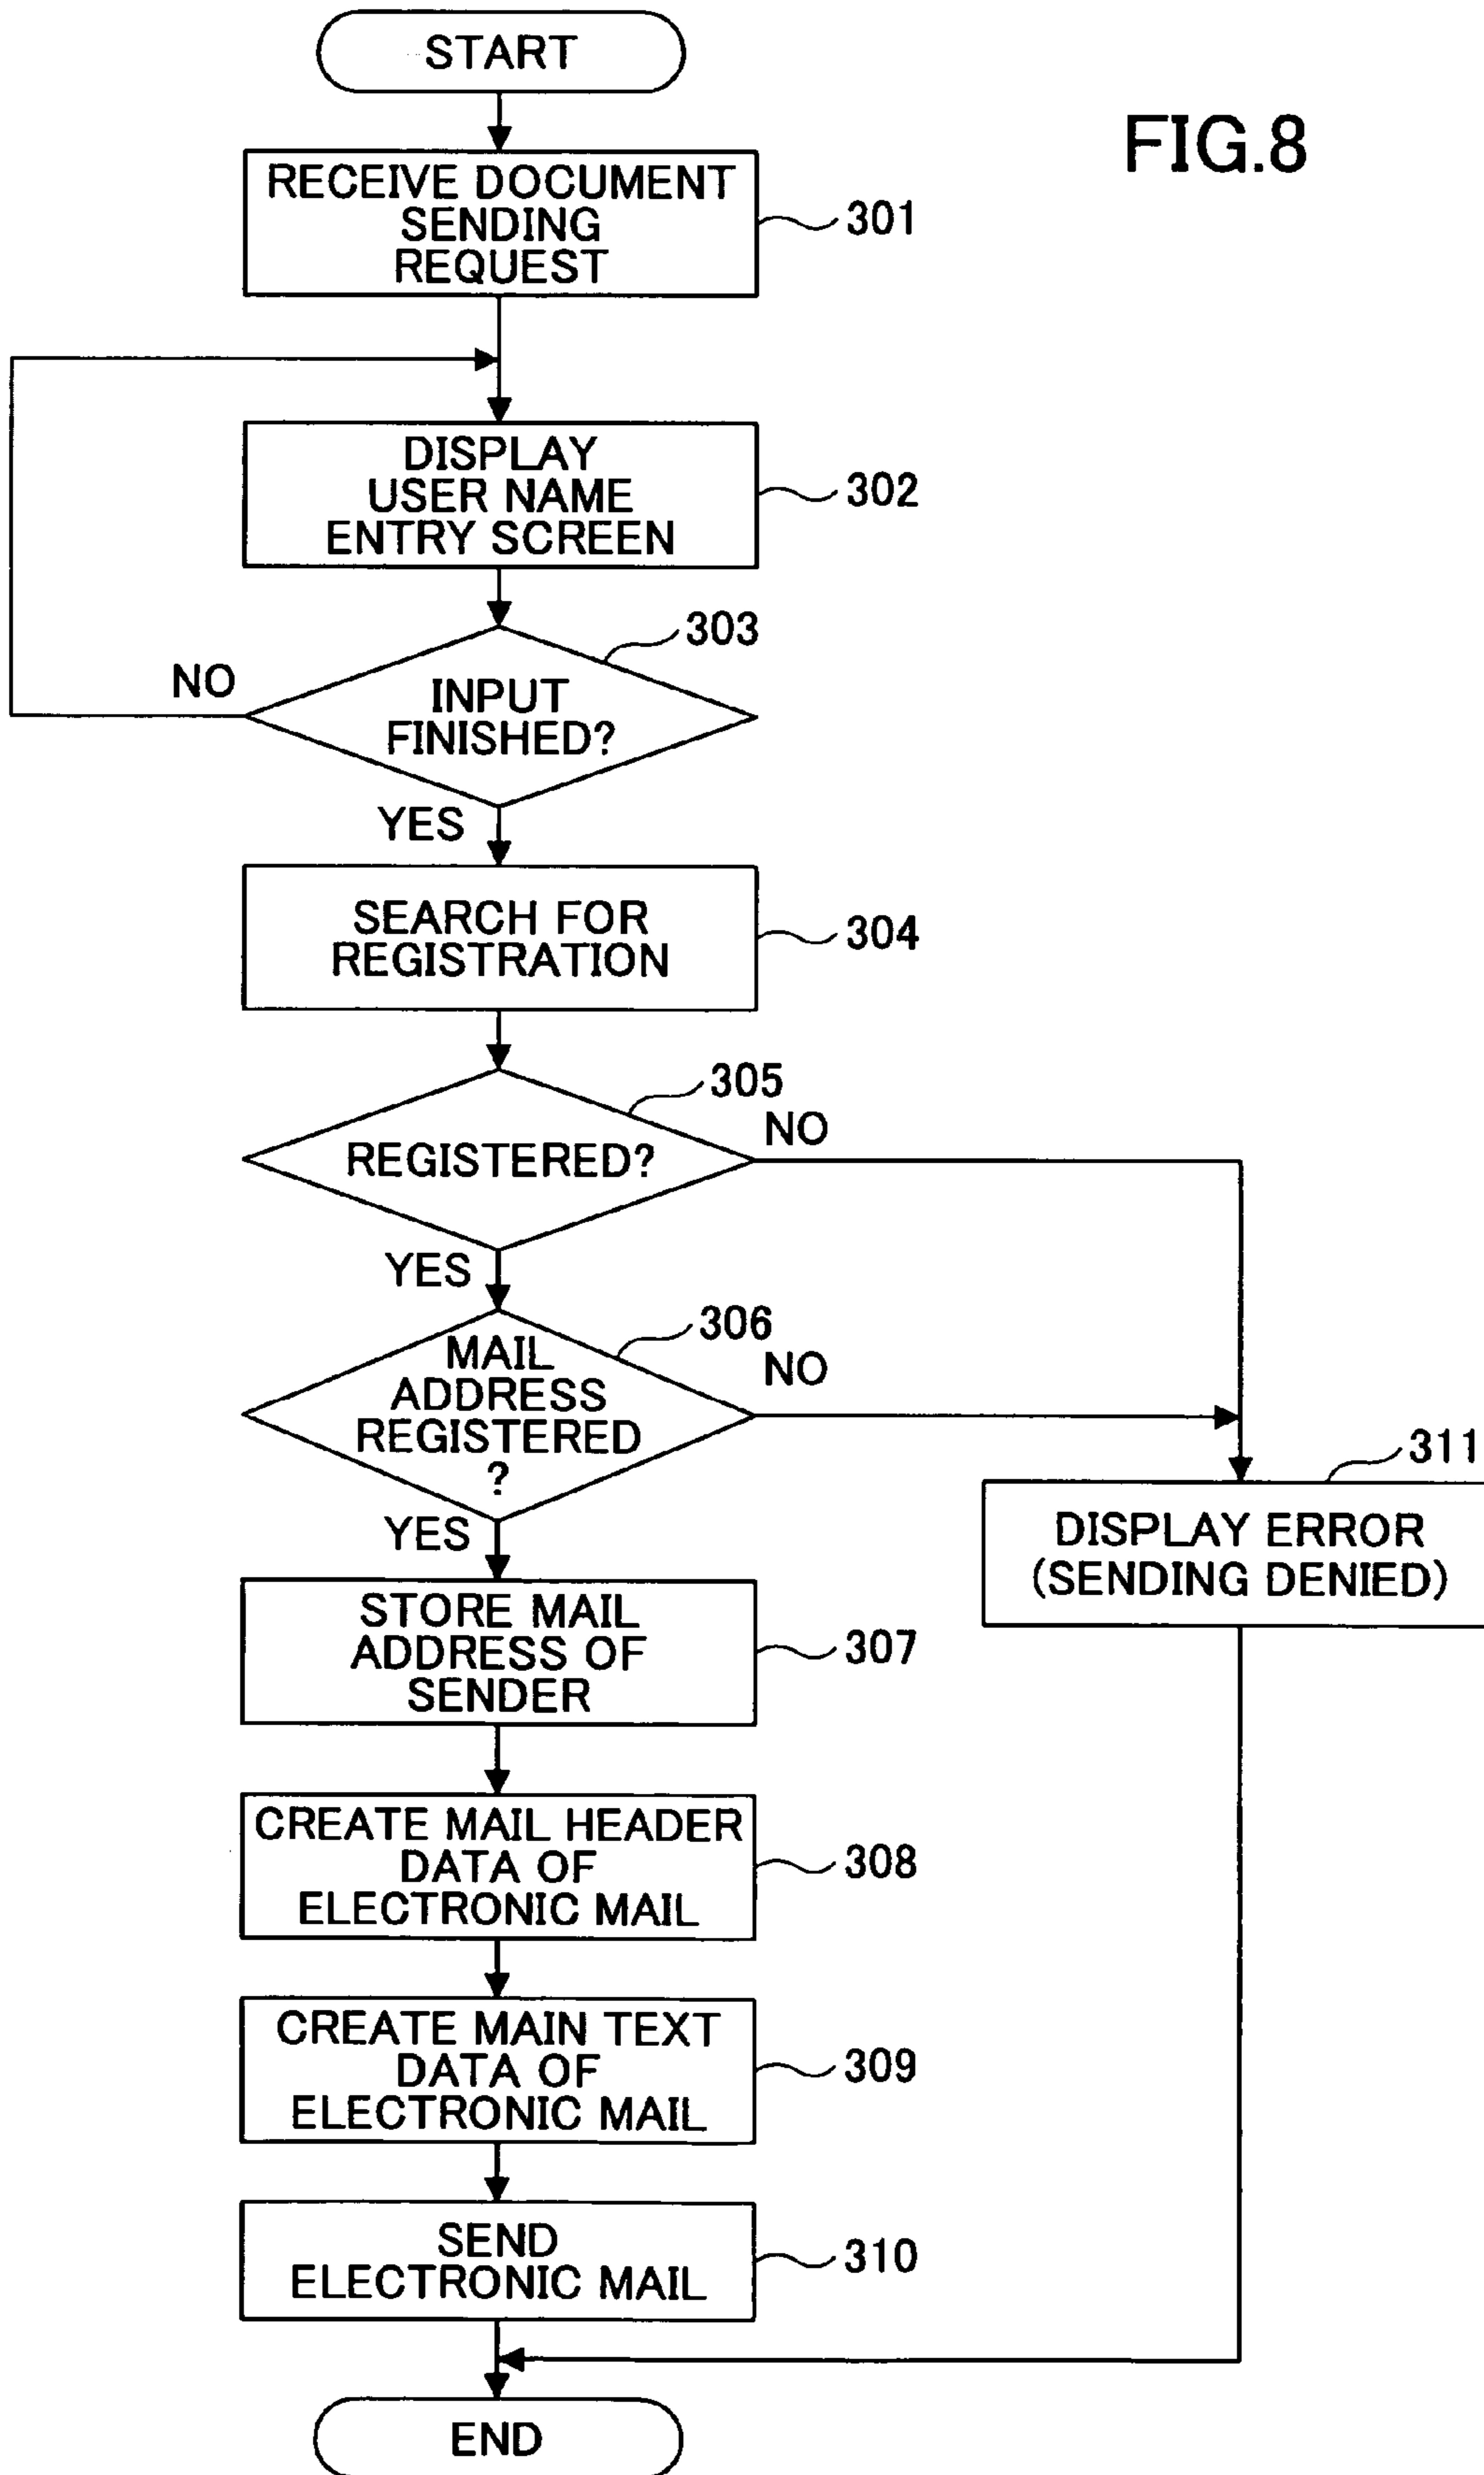 START
FIG.8
RECEIVE DOCUMENT
SENDING
REQUEST
301
DISPLAY
USER NAME
ENTRY SCREEN
302
303
NO
INPUT
FINISHED?
YES
SEARCH FOR
REGISTRATION
304
305
NO
REGISTERED?
YES
306
NO
MAIL
ADDRESS
REGISTERED
?
YES
311
DISPLAY ERROR
(SENDING DENIED)
STORE MAIL
ADDRESS OF
SENDER
307
CREATE MAIL HEADER
DATA OF
ELECTRONIC MAIL
308
CREATE MAIN TEXT
DATA OF
ELECTRONIC MAIL
309
SEND
ELECTRONIC MAIL
310
END